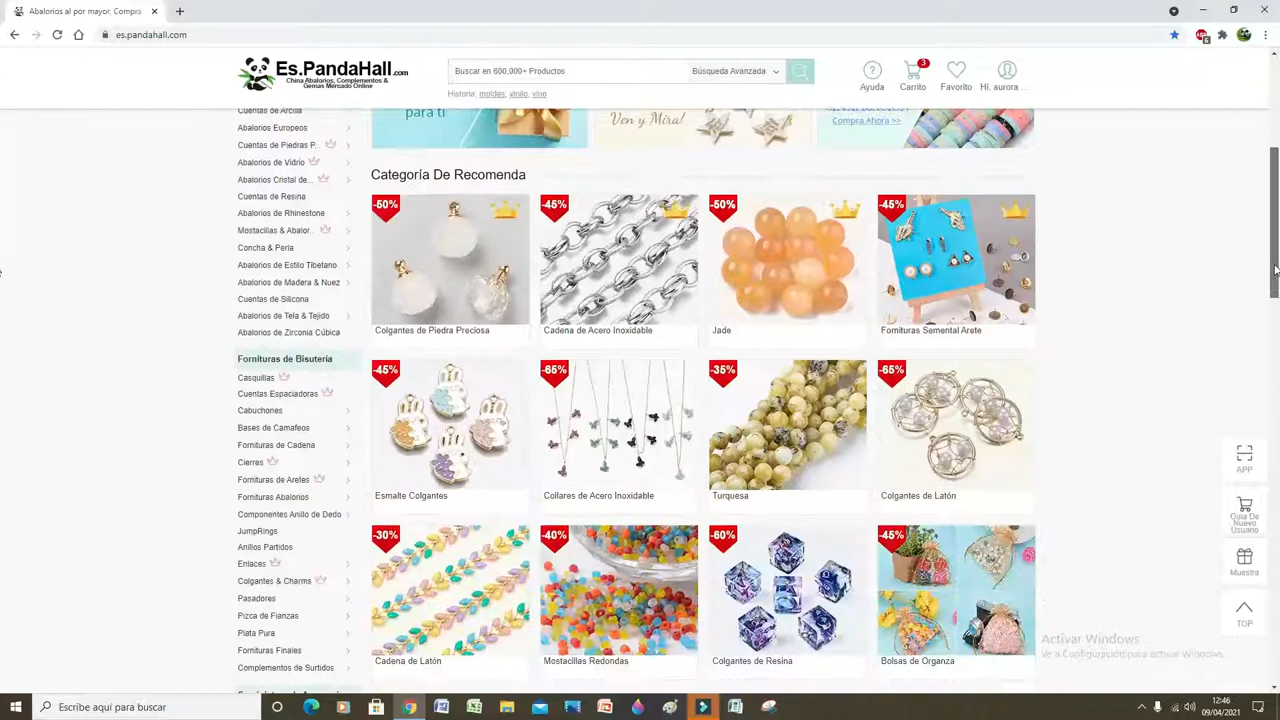 Abalorios al por mayor, Compra
es.pandahall.com
6
Es.PandaHall.com
China Abalorios, Complementos &
Gemas Mercado Online
Buscar en 600,000+ Productos
Búsqueda Avanzada
Historia: moldes, vinilo, vino
Ayuda
3
Carrito
Favorito
Hi, aurora ...
Cuentas de Arcilla
Abalorios Europeos
Cuentas de Piedras P...
Abalorios de Vidrio
Abalorios Cristal de...
Cuentas de Resina
Abalorios de Rhinestone
Mostacillas & Abalor...
Concha & Perla
Abalorios de Estilo Tibetano
Abalorios de Madera & Nuez
Cuentas de Silicona
Abalorios de Tela & Tejido
Abalorios de Zirconia Cúbica
Fornituras de Bisutería
Casquillas
Cuentas Espaciadoras
Cabuchones
Bases de Camafeos
Fornituras de Cadena
Cierres
Fornituras de Aretes
Fornituras Abalorios
Componentes Anillo de Dedo
JumpRings
Anillos Partidos
Enlaces
Colgantes & Charms
Pasadores
Pizca de Fianzas
Plata Pura
Fornituras Finales
Complementos de Surtidos
para ti
Ven y Mira!
Compra Ahora >>
Categoría De Recomenda
-50%
Colgantes de Piedra Preciosa
-45%
Cadena de Acero Inoxidable
-50%
Jade
-45%
Fornituras Semental Arete
-45%
Esmalte Colgantes
-65%
Collares de Acero Inoxidable
-35%
Turquesa
-65%
Colgantes de Latón
-30%
Cadena de Latón
-40%
Mostacillas Redondas
-60%
Colgantes de Resina
-45%
Bolsas de Organza
APP
Guía De
Nuevo
Usuario
Muestra
TOP
Activar Windows
Ve a Configuración para activar Windows.
Escribe aquí para buscar
12:46
09/04/2021